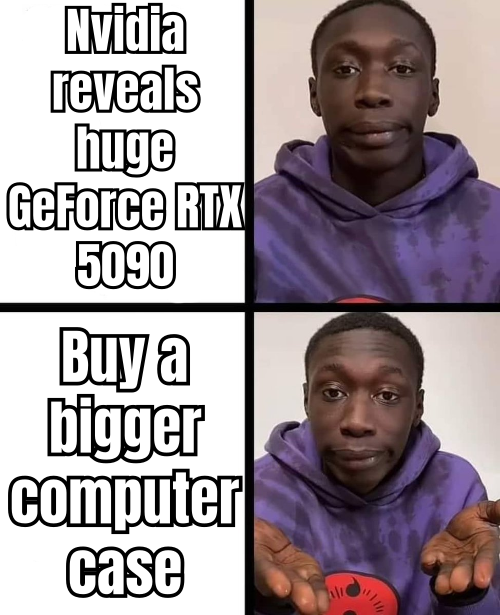 Nvidia
reveals
huge
GeForce RTX
5090
Buy a
bigger
computer
case